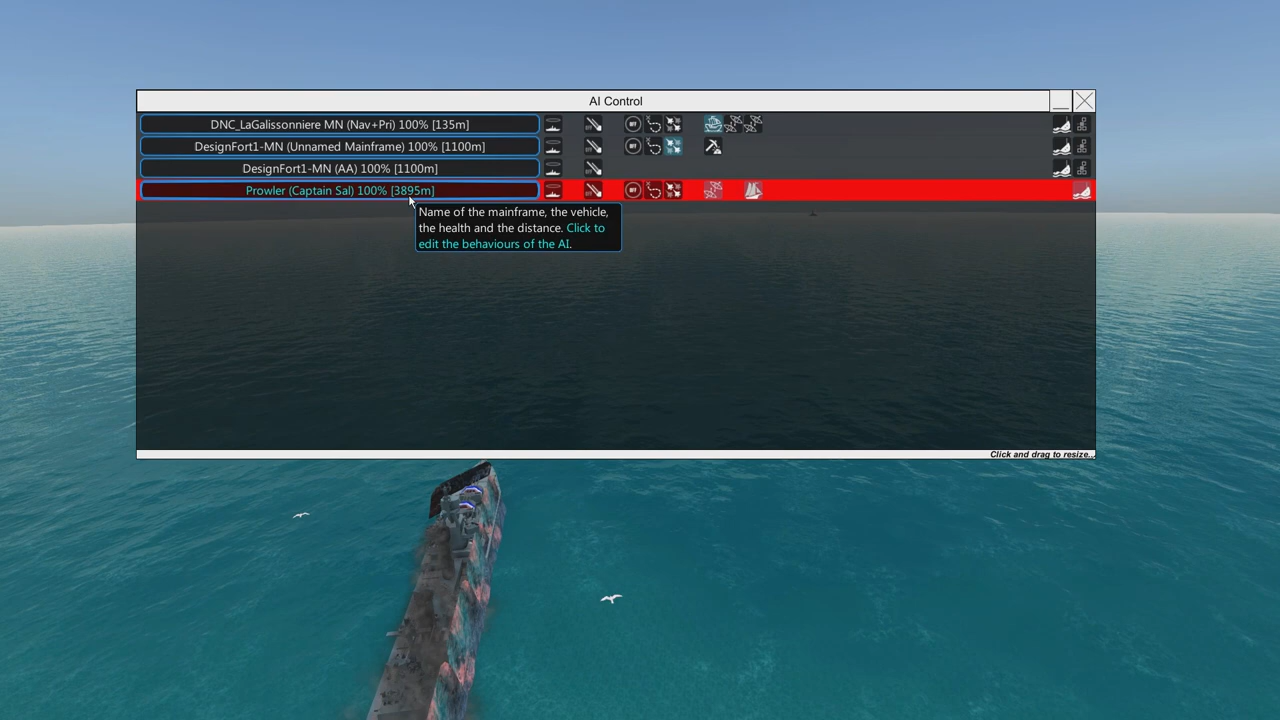 AI Control
DNC_LaGalissonniere MN (Nav+Pri) 100% [135m]
DesignFort1-MN (Unnamed Mainframe) 100% [1100m]
DesignFort1-MN (AA) 100% [1100m]
Prowler (Captain Sal) 100% [3895m]
Name of the mainframe, the vehicle,
the health and the distance. Click to
edit the behaviours of the AI.
Click and drag to resize...